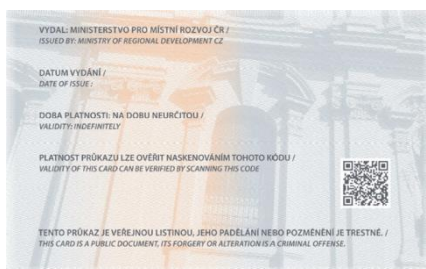 VYDAL: MINISTERSTVO PRO MÍSTNÍ ROZVOJ ČR /
ISSUED BY: MINISTRY OF REGIONAL DEVELOPMENT CZ
DATUM VYDÁNÍ /
DATE OF ISSUE :
DOBA PLATNOSTI: NA DOBU NEURČITOU /
VALIDITY: INDEFINITELY
PLATNOST PRŮKAZU LZE OVĚŘIT NASKENOVÁNÍM TOHOTO KÓDU /
VALIDITY OF THIS CARD CAN BE VERIFIED BY SCANNING THIS CODE
TENTO PRŮKAZ JE VEŘEJNOU LISTINOU, JEHO PADĚLÁNÍ NEBO POZMĚNĚNÍ JE TRESTNÉ. /
THIS CARD IS A PUBLIC DOCUMENT, ITS FORGERY OR ALTERATION IS A CRIMINAL OFFENSE.